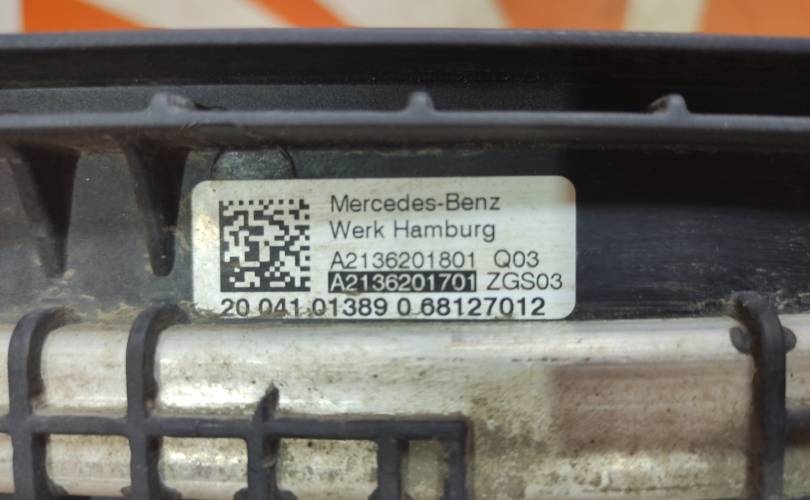 Mercedes-Benz
Werk Hamburg
A2136201801 Q03
A2136201701 ZGS03
20 041 01389 0 68127012